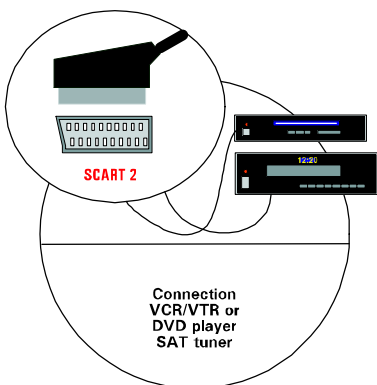 12:20
SCART 2
Connection
VCR/VTR or
DVD player
SAT tuner